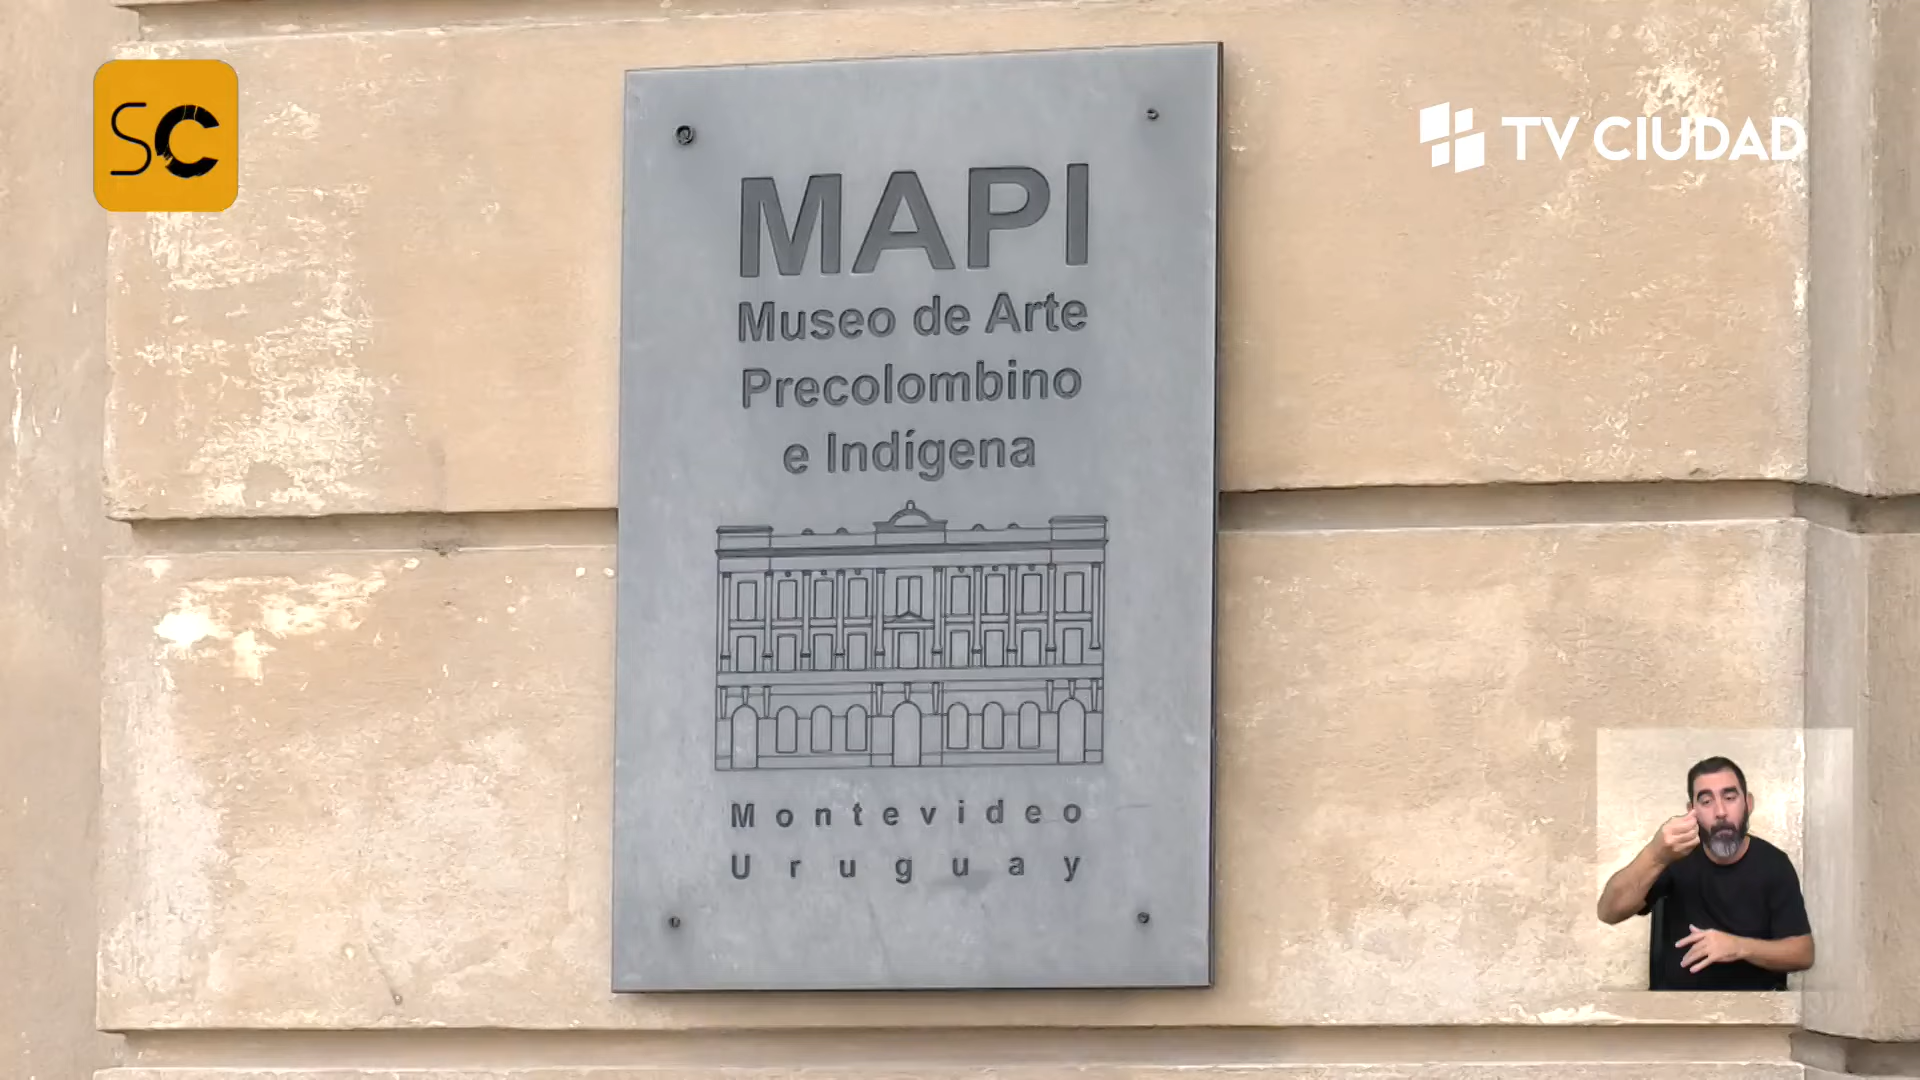 SC
TV CIUDAD
MAPI
Museo de Arte
Precolombino
e Indígena
Montevideo
Uruguay